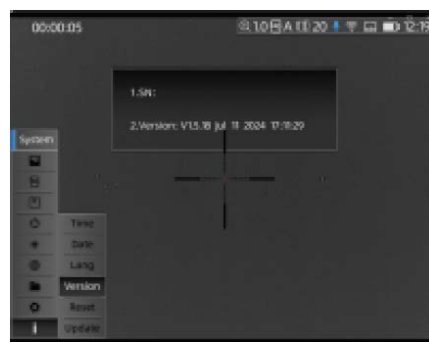 00:00:05
1.0 A 20 12:19
1.SN:
2.Version: V1.5.18 Jul 11 2024 17:11:29
System
Time
Date
Lang
Version
Reset
Update